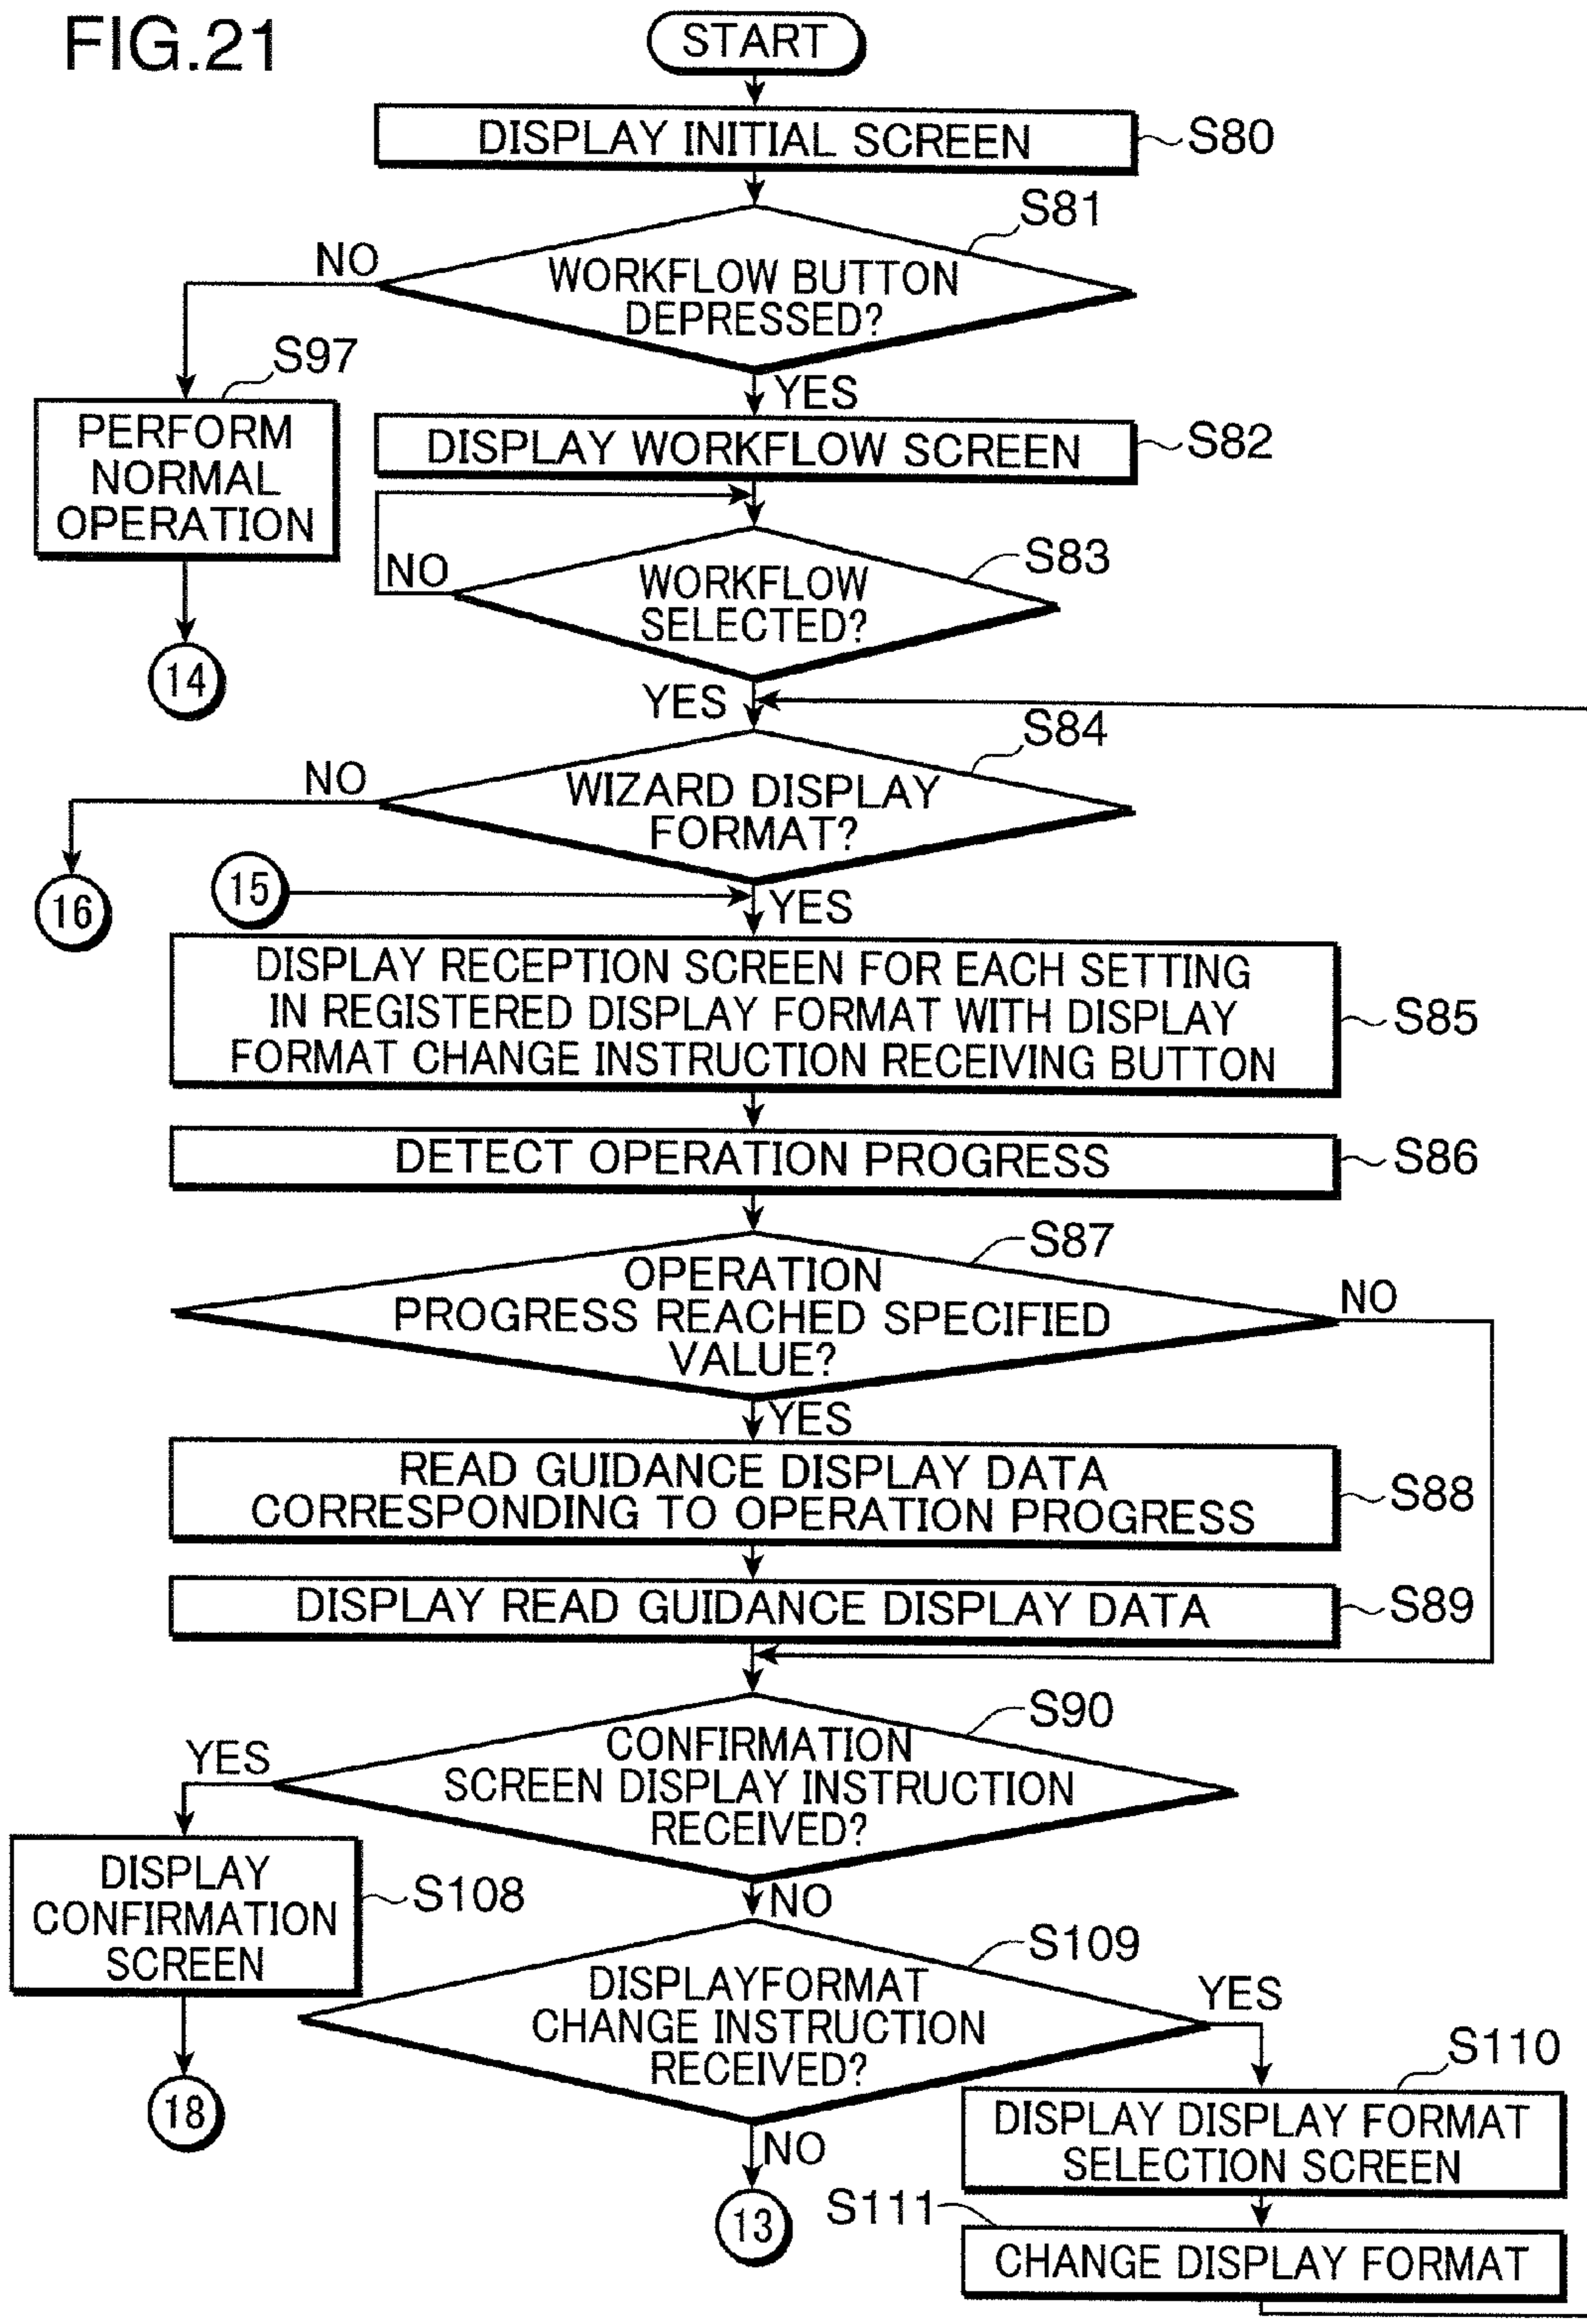 FIG.21
START
DISPLAY INITIAL SCREEN
S80
S81
NO
WORKFLOW BUTTON
DEPRESSED?
S97
YES
PERFORM
NORMAL
OPERATION
DISPLAY WORKFLOW SCREEN
S82
S83
NO
WORKFLOW
SELECTED?
14
YES
S84
NO
WIZARD DISPLAY
FORMAT?
16
15
YES
DISPLAY RECEPTION SCREEN FOR EACH SETTING
IN REGISTERED DISPLAY FORMAT WITH DISPLAY
FORMAT CHANGE INSTRUCTION RECEIVING BUTTON
S85
DETECT OPERATION PROGRESS
S86
S87
OPERATION
PROGRESS REACHED SPECIFIED
VALUE?
NO
YES
READ GUIDANCE DISPLAY DATA
CORRESPONDING TO OPERATION PROGRESS
S88
DISPLAY READ GUIDANCE DISPLAY DATA
S89
S90
YES
CONFIRMATION
SCREEN DISPLAY INSTRUCTION
RECEIVED?
DISPLAY
CONFIRMATION
SCREEN
S108
NO
S109
DISPLAYFORMAT
CHANGE INSTRUCTION
RECEIVED?
YES
18
S110
DISPLAY DISPLAY FORMAT
SELECTION SCREEN
NO
13
S111
CHANGE DISPLAY FORMAT